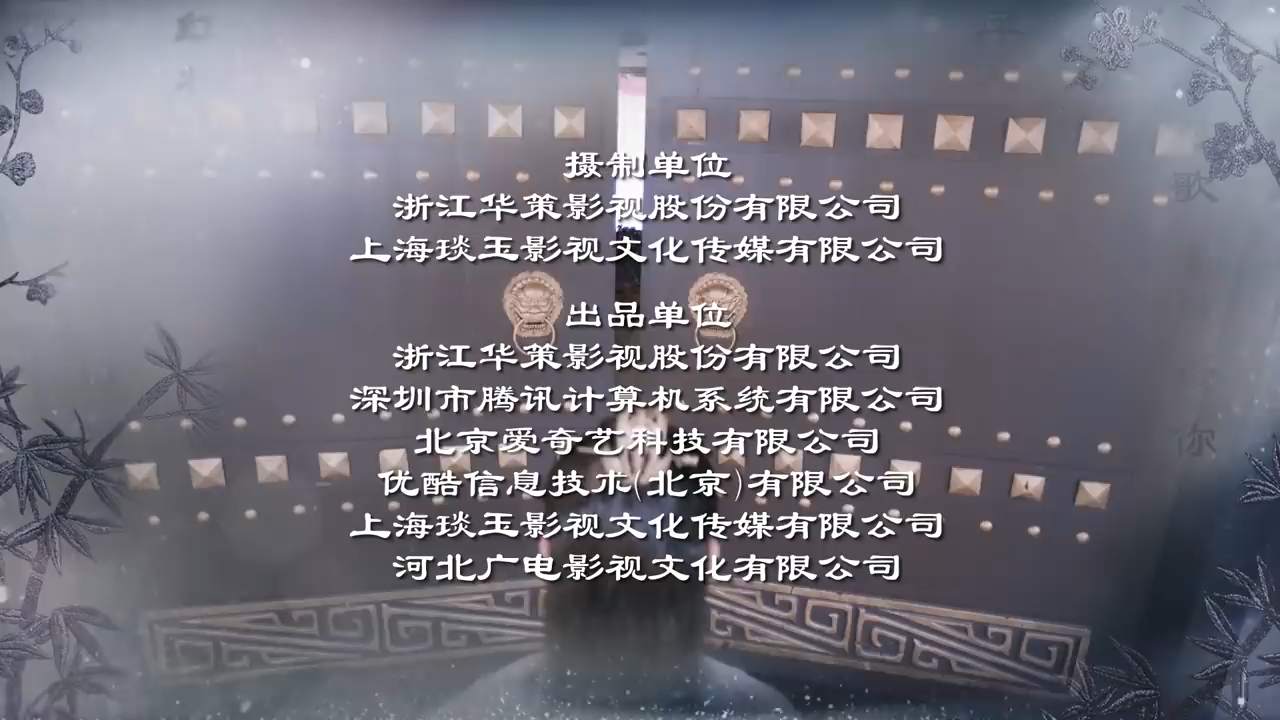 摄制单位
浙江华策影视股份有限公司
上海琰玉影视文化传媒有限公司
出品单位
浙江华策影视股份有限公司
深圳市腾讯计算机系统有限公司
北京爱奇艺科技有限公司
优酷信息技术(北京)有限公司
上海琰玉影视文化传媒有限公司
河北广电影视文化有限公司
歌
你